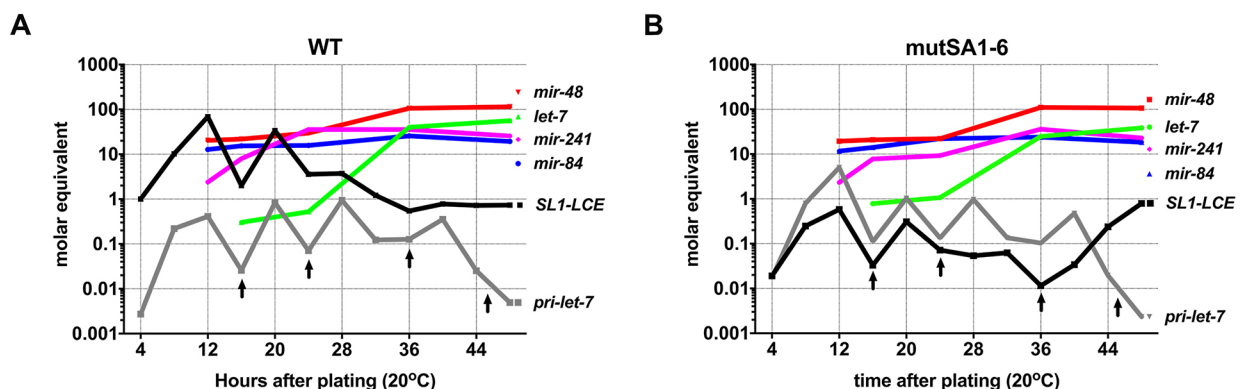 A
WT
1000
100
10
1
0.1
0.01
0.001
molar equivalent
4 12 20 28 36 44
Hours after plating (20°C)
mir-48
let-7
mir-241
mir-84
SL1-LCE
pri-let-7
B
mutSA1-6
1000
100
10
1
0.1
0.01
0.001
molar equivalent
4 12 20 28 36 44
time after plating (20°C)
mir-48
let-7
mir-241
mir-84
SL1-LCE
pri-let-7